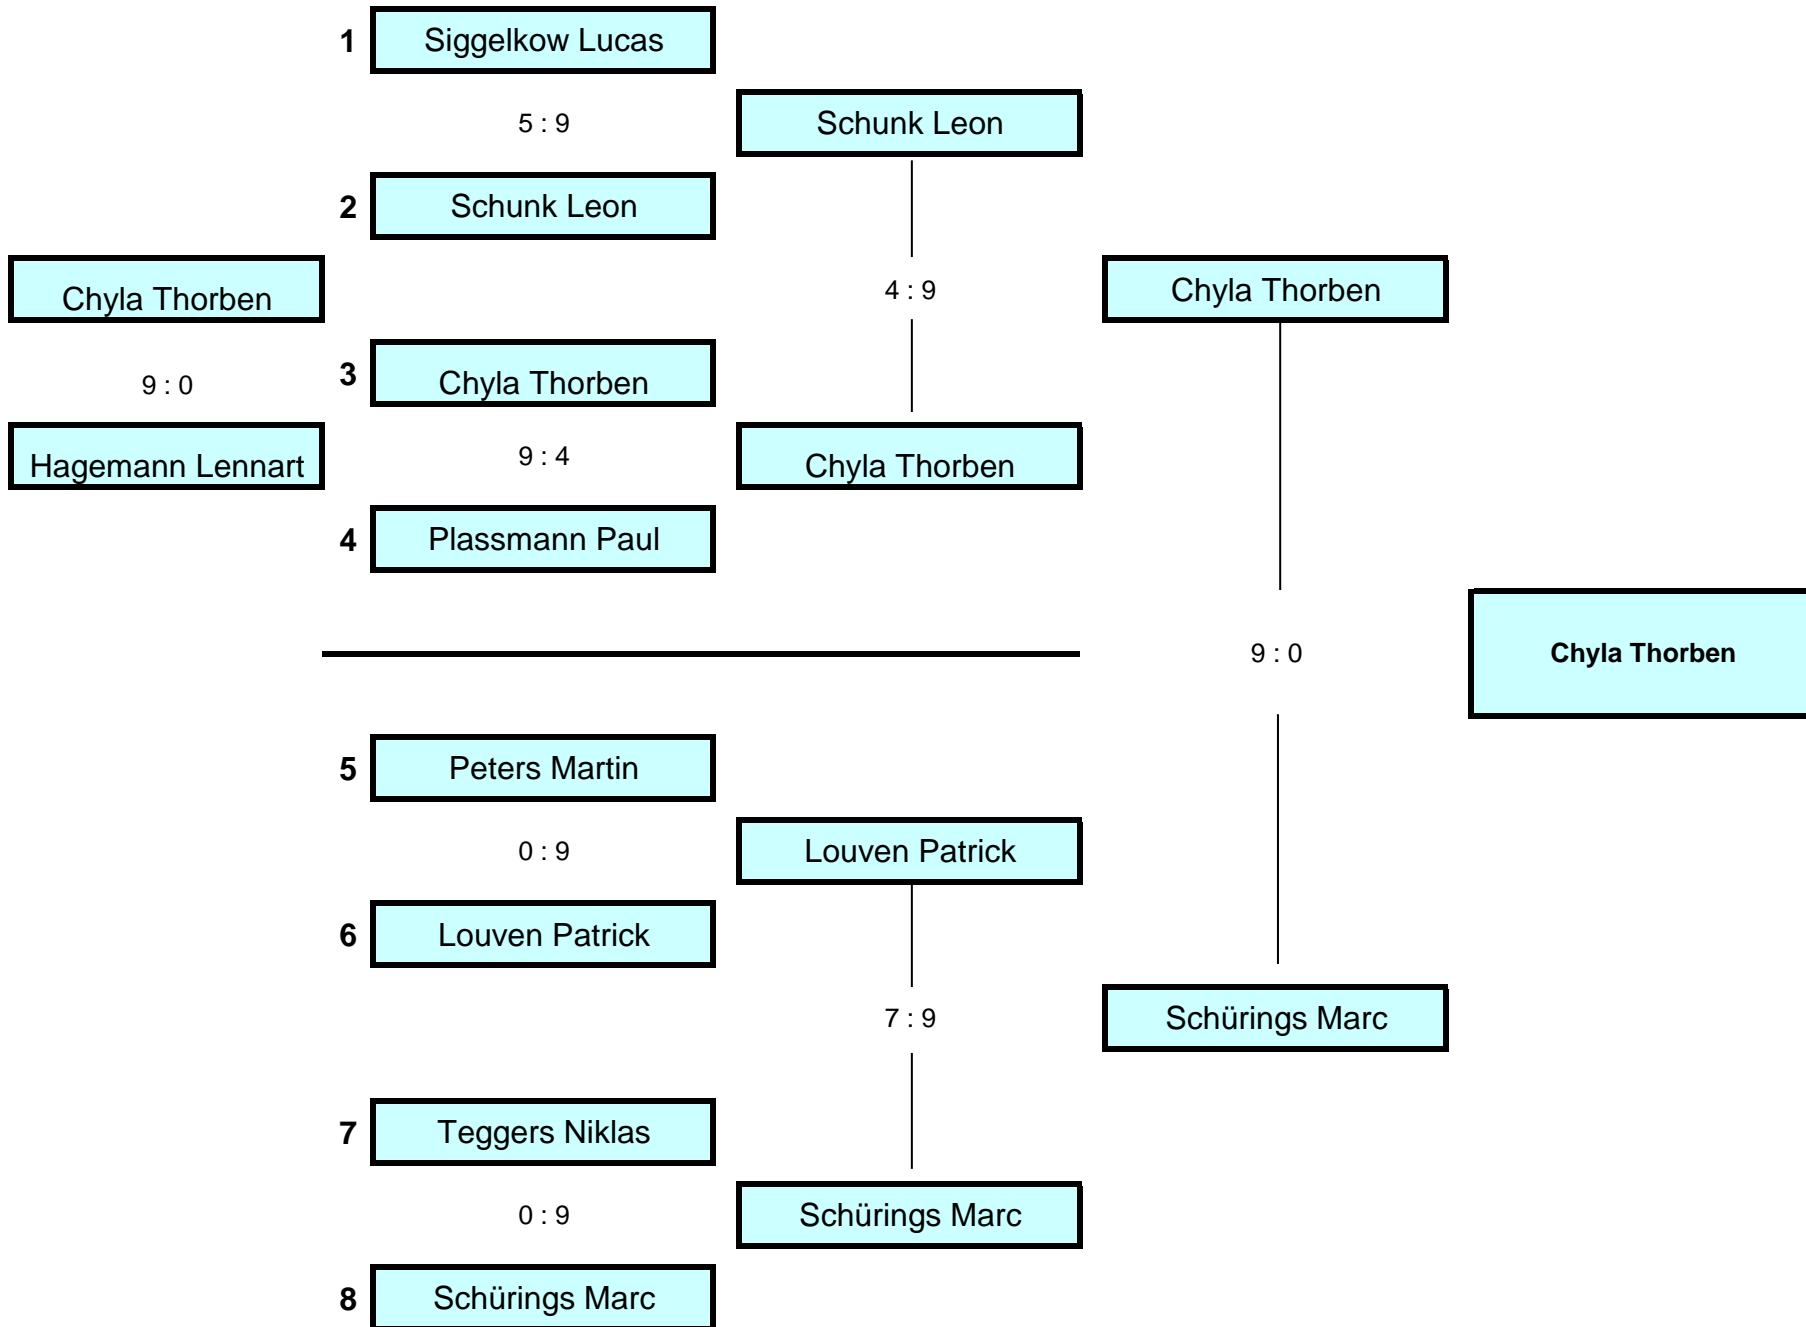 1 Siggelkow Lucas
5 : 9 Schunk Leon
2 Schunk Leon
Chyla Thorben 4 : 9 Chyla Thorben
9 : 0 3 Chyla Thorben
Hagemann Lennart 9 : 4 Chyla Thorben
4 Plassmann Paul
9 : 0 Chyla Thorben
5 Peters Martin
0 : 9 Louven Patrick
6 Louven Patrick
7 : 9 Schürings Marc
7 Teggers Niklas
0 : 9 Schürings Marc
8 Schürings Marc